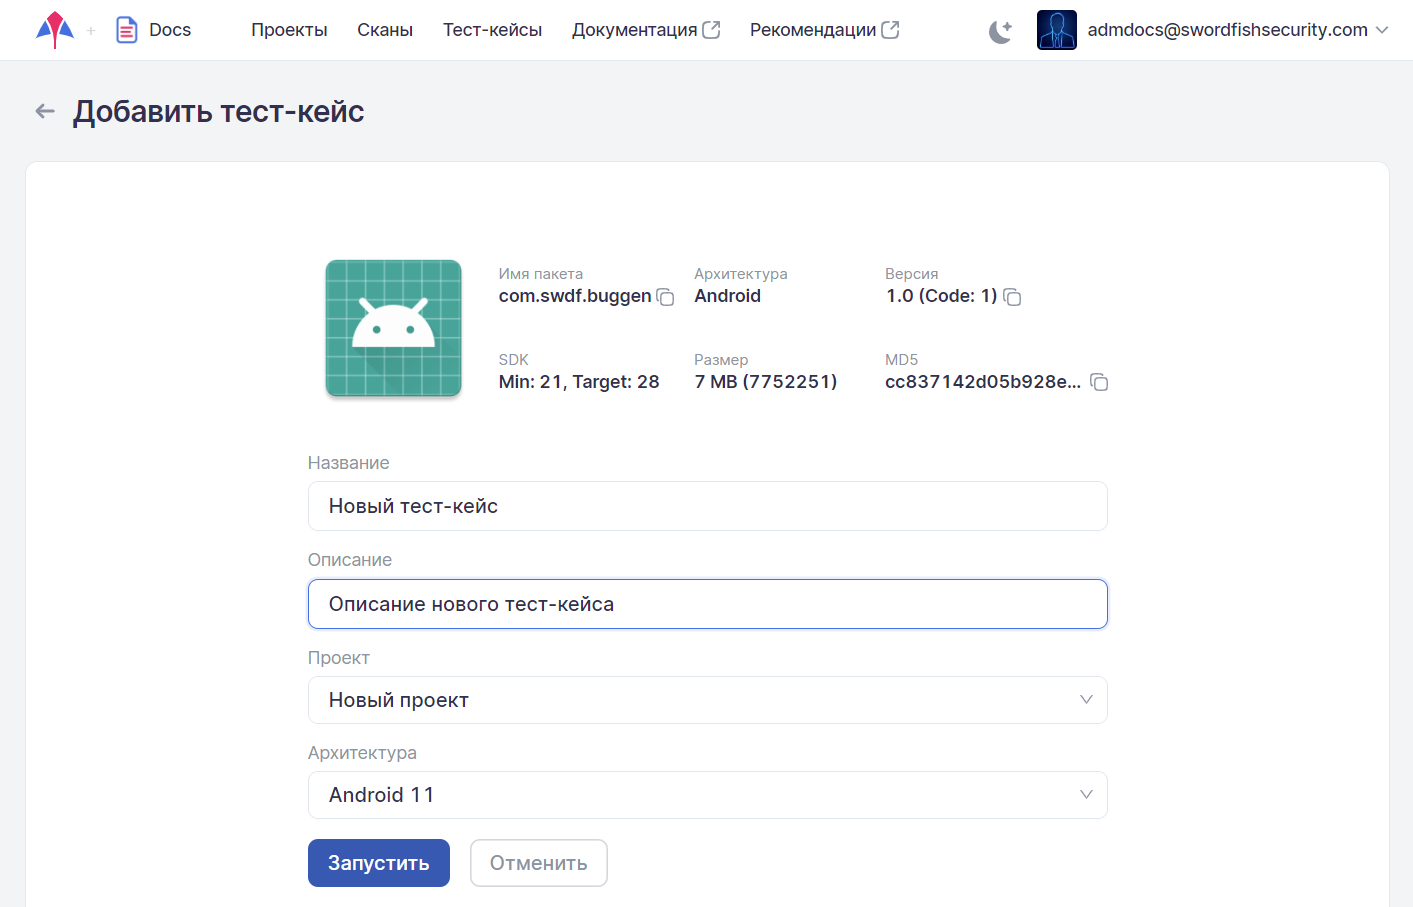 Docs Проекты Сканы Тест-кейсы Документация Рекомендации admdocs@swordfishsecurity.com
Добавить тест-кейс
Имя пакета Архитектура Версия
com.swdf.buggen Android 1.0 (Code: 1)
SDK Размер MD5
Min: 21, Target: 28 7 MB (7752251) cc837142d05b928e...
Название
Новый тест-кейс
Описание
Описание нового тест-кейса
Проект
Новый проект
Архитектура
Android 11
Запустить Отменить